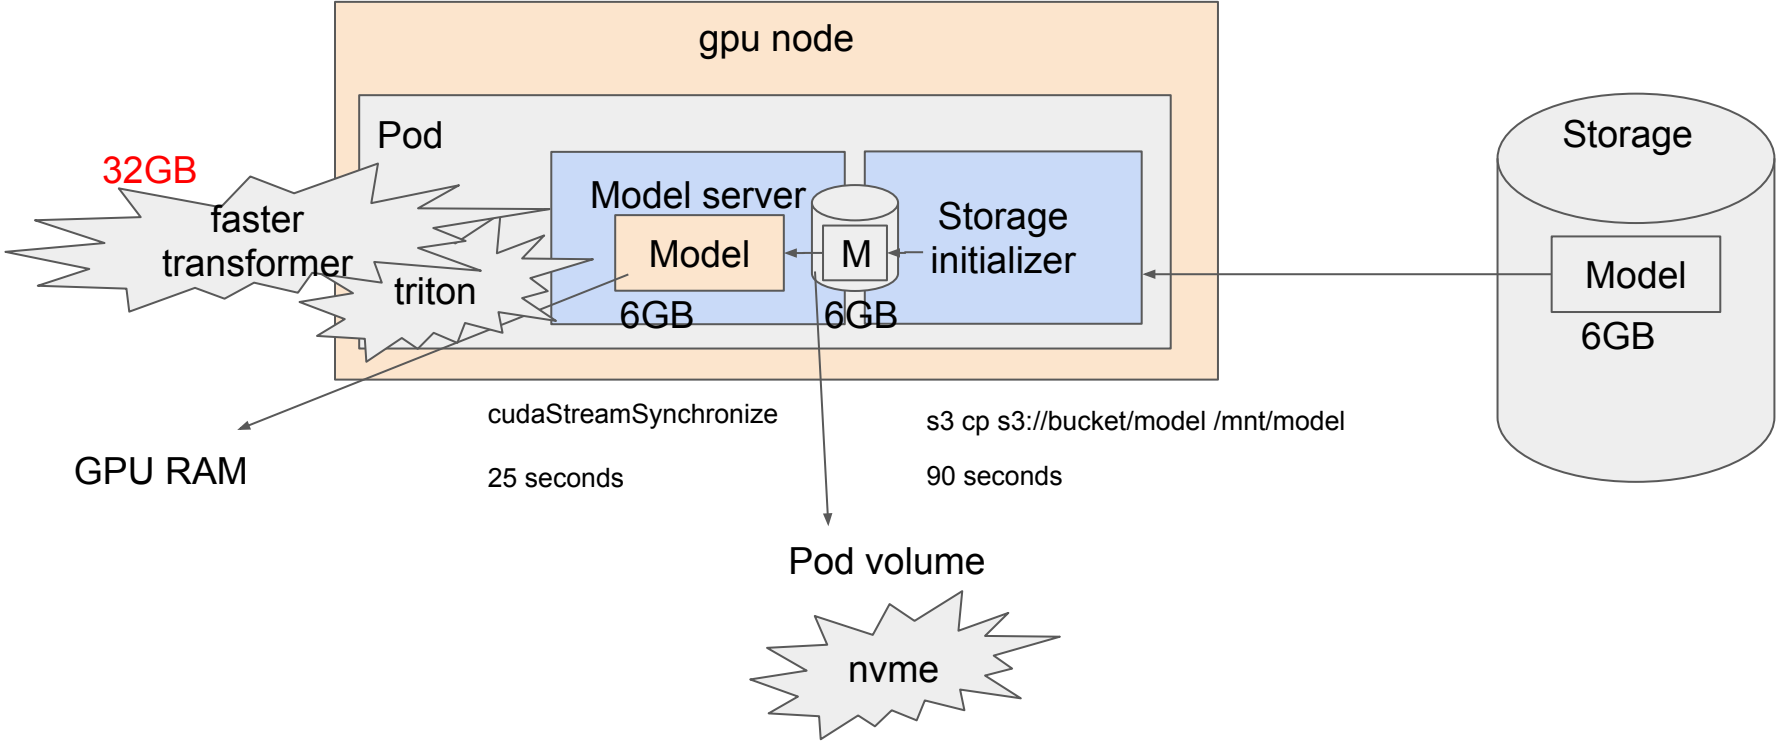 gpu node
Pod
Storage
32GB
Model server
faster
transformer
Storage
initializer
Model
M
Model
triton
6GB
6GB
6GB
cudaStreamSynchronize
s3 cp s3://bucket/model /mnt/model
GPU RAM
25 seconds
90 seconds
Pod volume
nvme